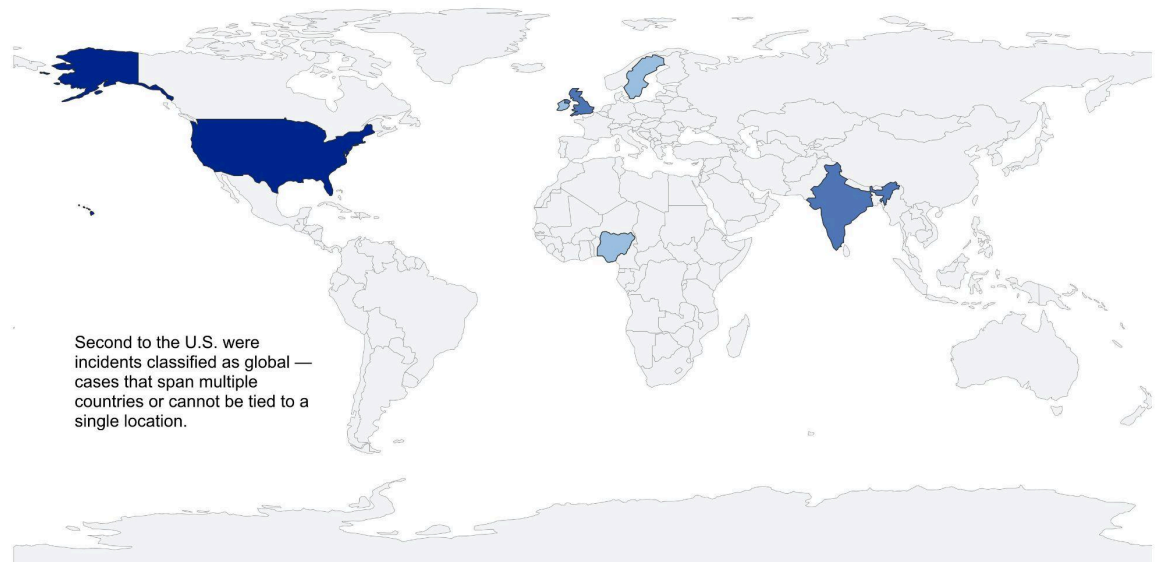 Second to the U.S. were
incidents classified as global —
cases that span multiple
countries or cannot be tied to a
single location.